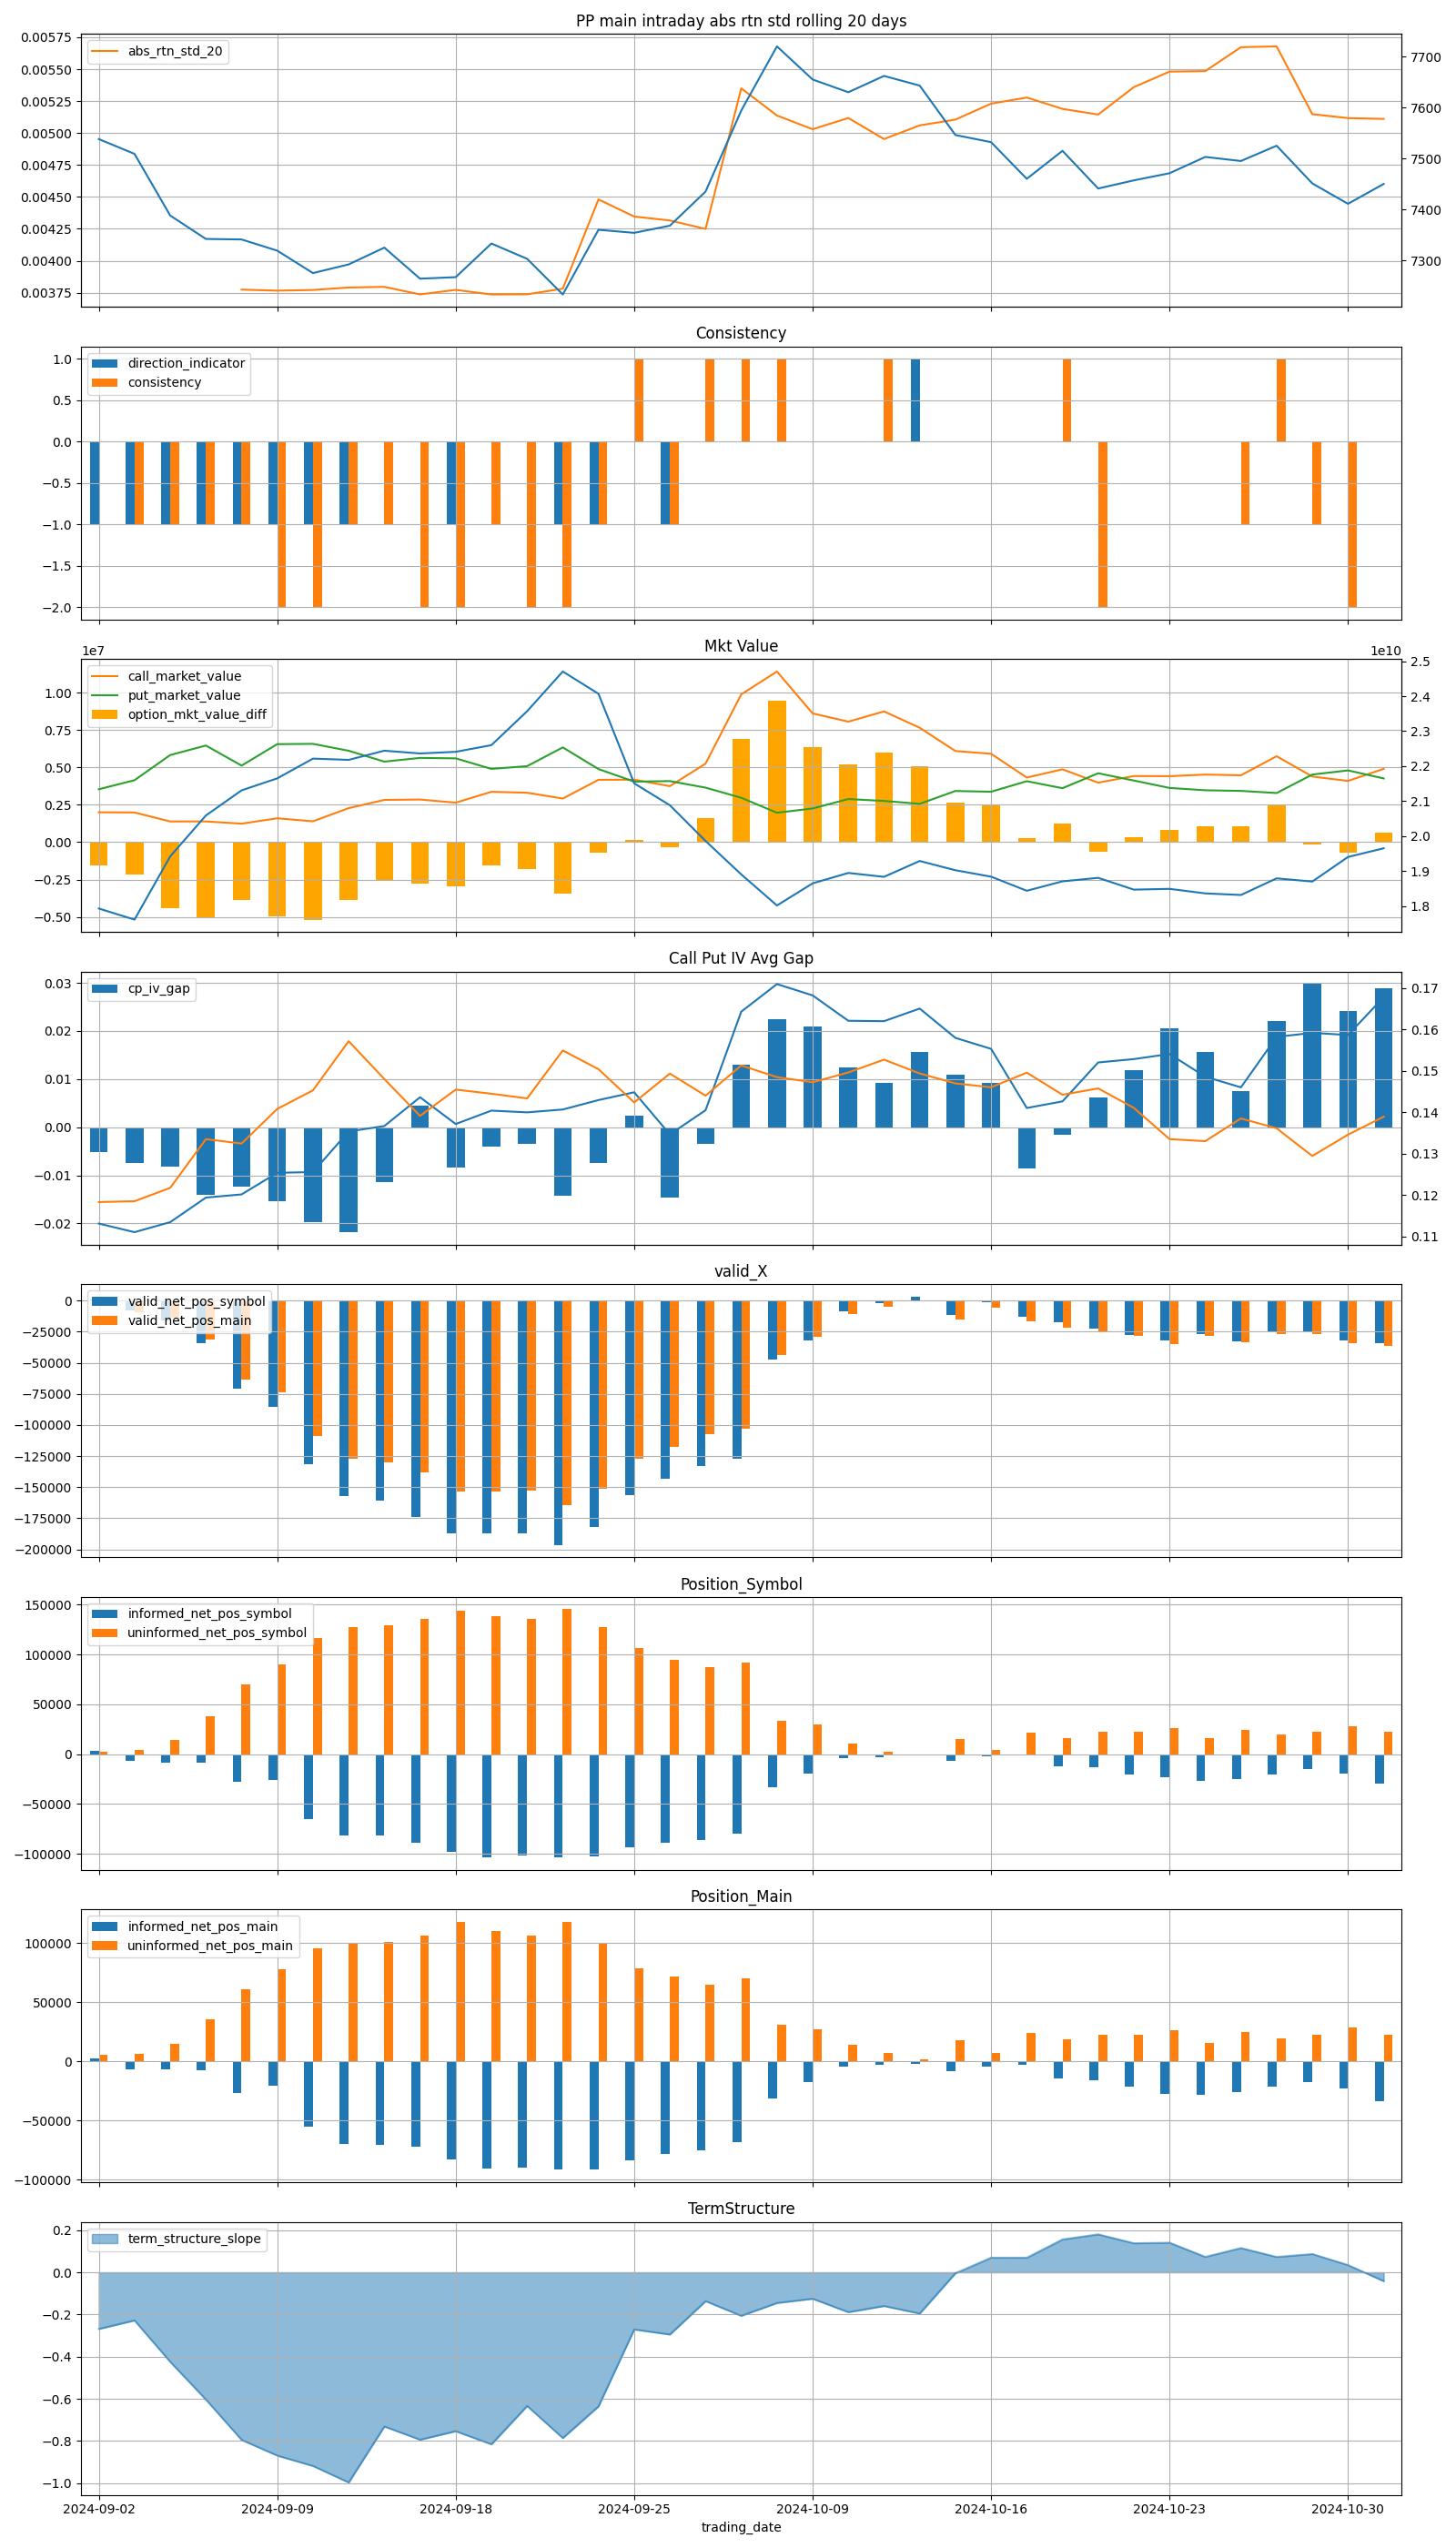 PP main intraday abs rtn std rolling 20 days
abs_rtn_std_20
0.00575
0.00550
0.00525
0.00500
0.00475
0.00450
0.00425
0.00400
0.00375
7700
7600
7500
7400
7300
Consistency
direction_indicator
consistency
1.0
0.5
0.0
−0.5
−1.0
−1.5
−2.0
Mkt Value
1e7
1e10
call_market_value
put_market_value
option_mkt_value_diff
1.00
0.75
0.50
0.25
0.00
−0.25
−0.50
2.5
2.4
2.3
2.2
2.1
2.0
1.9
1.8
Call Put IV Avg Gap
cp_iv_gap
0.03
0.02
0.01
0.00
−0.01
−0.02
0.17
0.16
0.15
0.14
0.13
0.12
0.11
valid_X
valid_net_pos_symbol
valid_net_pos_main
0
−25000
−50000
−75000
−100000
−125000
−150000
−175000
−200000
Position_Symbol
informed_net_pos_symbol
uninformed_net_pos_symbol
150000
100000
50000
0
−50000
−100000
Position_Main
informed_net_pos_main
uninformed_net_pos_main
100000
50000
0
−50000
−100000
TermStructure
term_structure_slope
0.2
0.0
−0.2
−0.4
−0.6
−0.8
−1.0
2024-09-02 2024-09-09 2024-09-18 2024-09-25 2024-10-09 2024-10-16 2024-10-23 2024-10-30
trading_date